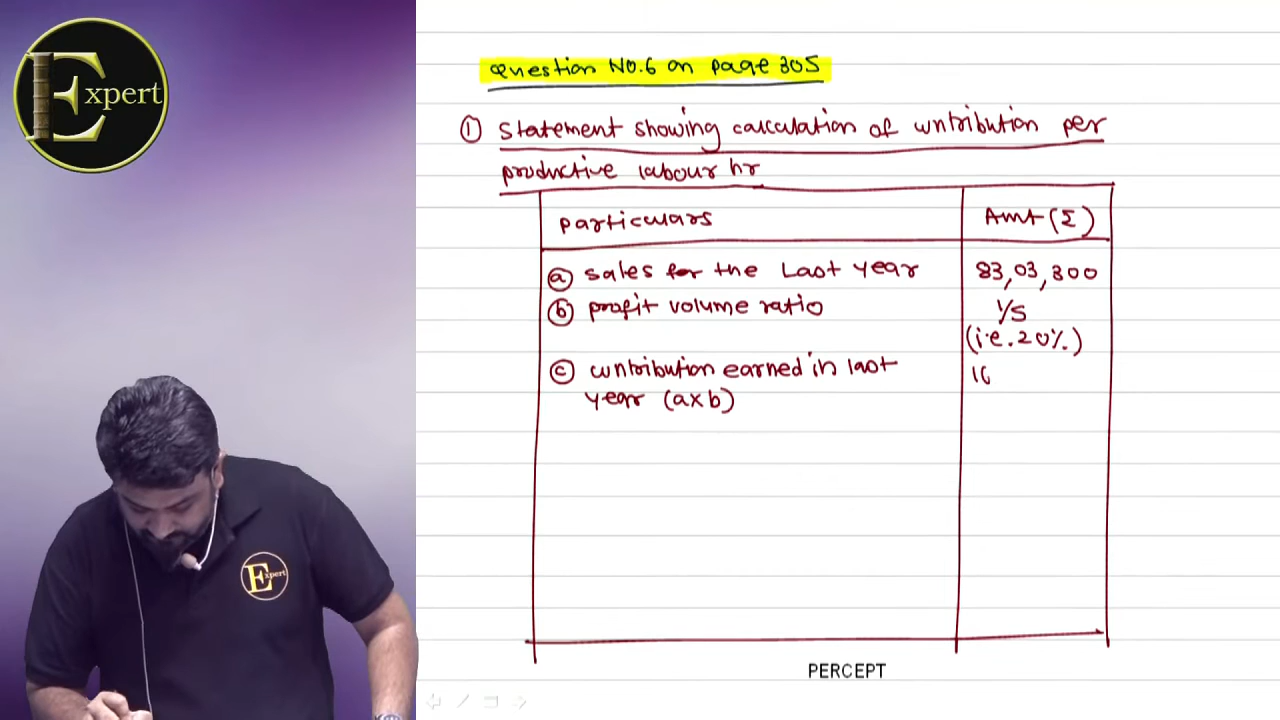 Expert
Question No.6 on page 305
① Statement showing calculation of contribution per
productive labour hr
Particulars Amt (Σ)
ⓐ Sales for the Last year 83,03,300
ⓑ profit volume ratio 1/5
(i.e. 20%.)
ⓒ contribution earned in last 16
year (a×b)
Expert
PERCEPT